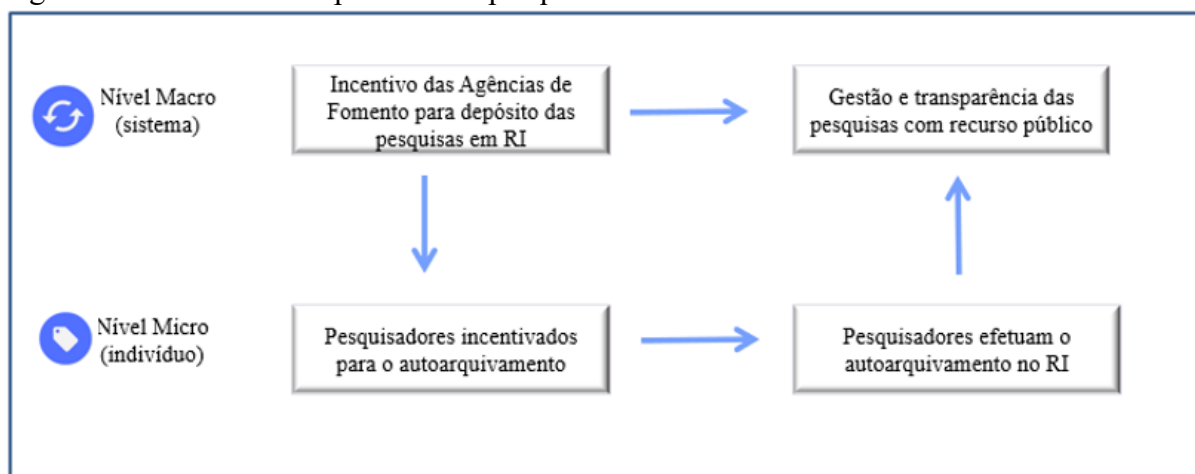 Nível Macro
(sistema)
Incentivo das Agências de
Fomento para depósito das
pesquisas em RI
Gestão e transparência das
pesquisas com recurso público
Nível Micro
(indivíduo)
Pesquisadores incentivados
para o autoarquivamento
Pesquisadores efetuam o
autoarquivamento no RI